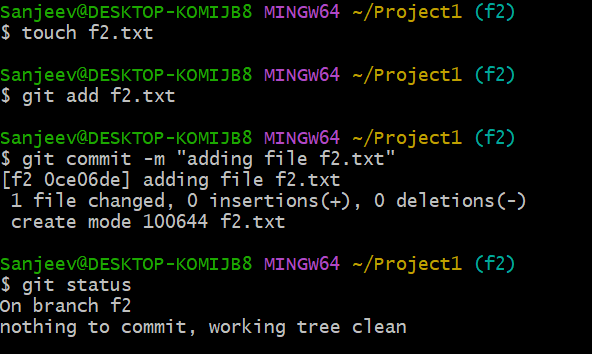 Sanjeev@DESKTOP-KOMIJB8 MINGW64 ~/Project1 (f2)
$ touch f2.txt
Sanjeev@DESKTOP-KOMIJB8 MINGW64 ~/Project1 (f2)
$ git add f2.txt
Sanjeev@DESKTOP-KOMIJB8 MINGW64 ~/Project1 (f2)
$ git commit -m "adding file f2.txt"
[f2 0ce06de] adding file f2.txt
 1 file changed, 0 insertions(+), 0 deletions(-)
 create mode 100644 f2.txt
Sanjeev@DESKTOP-KOMIJB8 MINGW64 ~/Project1 (f2)
$ git status
On branch f2
nothing to commit, working tree clean